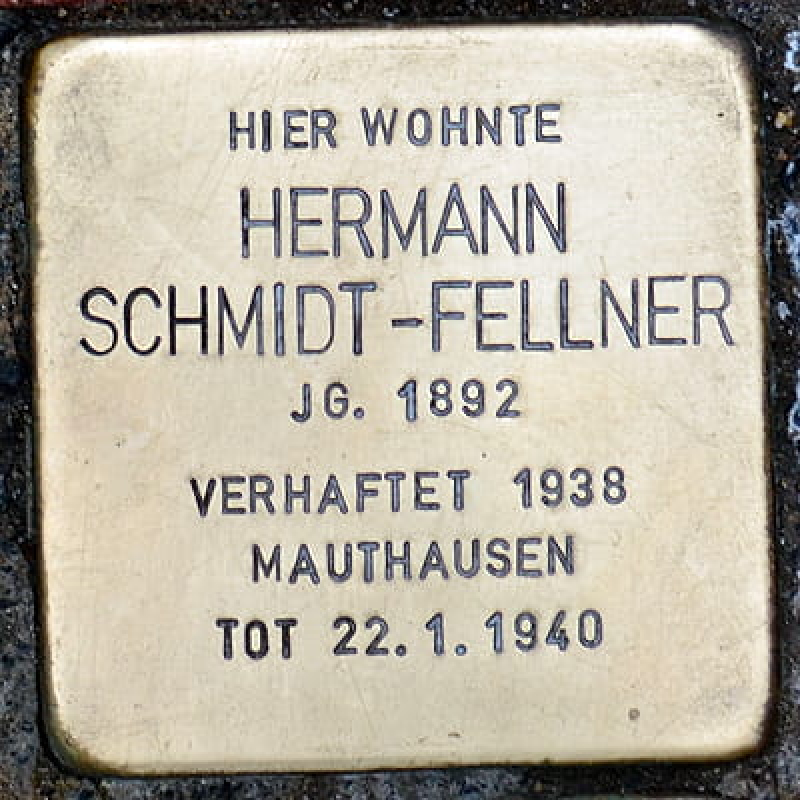 HIER WOHNTE
HERMANN
SCHMIDT-FELLNER
JG. 1892
VERHAFTET 1938
MAUTHAUSEN
TOT 22.1.1940